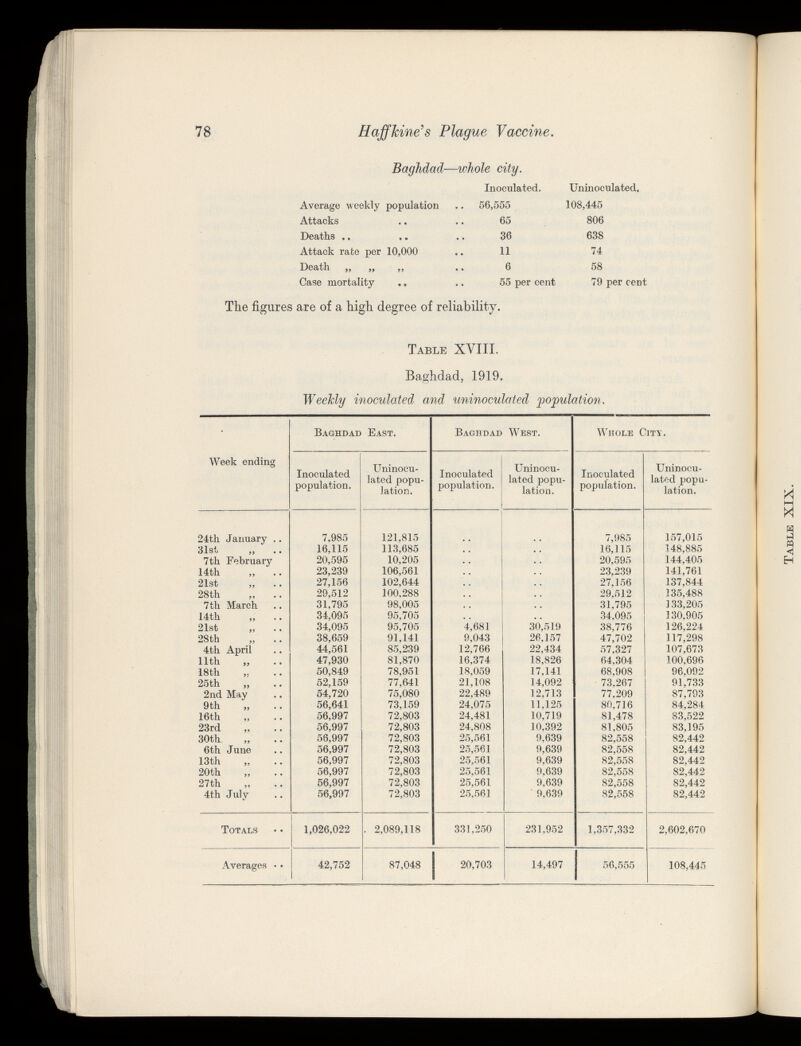 78 Haffkine's Plague Vaccine.
Baghdad—whole city.
Inoculated. Uninoculated.
Average weekly population .. 56,555 108,445
Attacks .. .. 65 806
Deaths .. .. .. 36 638
Attack rate per 10,000 .. 11 74
Death „ „ „ .. 6 58
Case mortality .. .. 55 per cent 79 per cent
The figures are of a high degree of reliability.
TABLE XVIII.
Baghdad, 1919.
Weekly inoculated and uninoculated population.
Week ending BAGHDAD EAST. BAGHDAD WEST. WHOLE CITY.
Inoculated population. Uninocu-lated popu-lation. Inoculated population. Uninocu-lated popu-lation. Inoculated population. Uninocu-lated popu-lation.
24th January .. 7,985 121,815 .. .. 7,985 157,015
31st „ .. 16,115 113,685 .. .. 16,115 148,885
7th February 20,595 10,205 .. .. 20,595 144,405
14th „ .. 23,239 106,561 .. .. 23,239 141,761
21st „ .. 27,156 102,644 .. .. 27,156 137,844
28th „ .. 29,512 100,288 .. .. 29,512 135,488
7th March .. 31,795 98,005 .. .. 31,795 133,205
14th „ .. 34,095 95,705 .. .. 34,095 130,905
21st „ .. 34,095 95,705 4,681 30,519 38,776 126,224
28th „ .. 38,659 91,141 9,043 26,157 47,702 117,298
4th April .. 44,561 85,239 12,766 22,434 57,327 107,673
11th „ .. 47,930 81,870 16,374 18,826 64,304 100,696
18th „ .. 50,849 78,951 18,059 17,141 68,908 96,092
25th „ .. 52,159 77,641 21,108 14,092 73,267 91,733
2nd May .. 54,720 75,080 22,489 12,713 77,209 87,793
9th „ .. 56,641 73,159 24,075 11,125 80,716 84,284
16th „ .. 56,997 72,803 24,481 10,719 81,478 83,522
23rd „ .. 56,997 72,803 24,808 10,392 81,805 83,195
30th „ .. 56,997 72,803 25,561 9,639 82,558 82,442
6th June .. 56,997 72,803 25,561 9,639 82,558 82,442
13th „ .. 56,997 72,803 25,561 9,639 82,558 82,442
20th „ .. 56,997 72,803 25,561 9,639 82,558 82,442
27th „ .. 56,997 72,803 25,561 9,639 82,558 82,442
4th July .. 56,997 72,803 25,561 9,639 82,558 82,442
TOTALS .. 1,026,022 2,089,118 331,250 231,952 1,357,332 2,602,670
Averages .. 42,752 87,048 20,703 14,497 56,555 108,445
TABLE XIX.